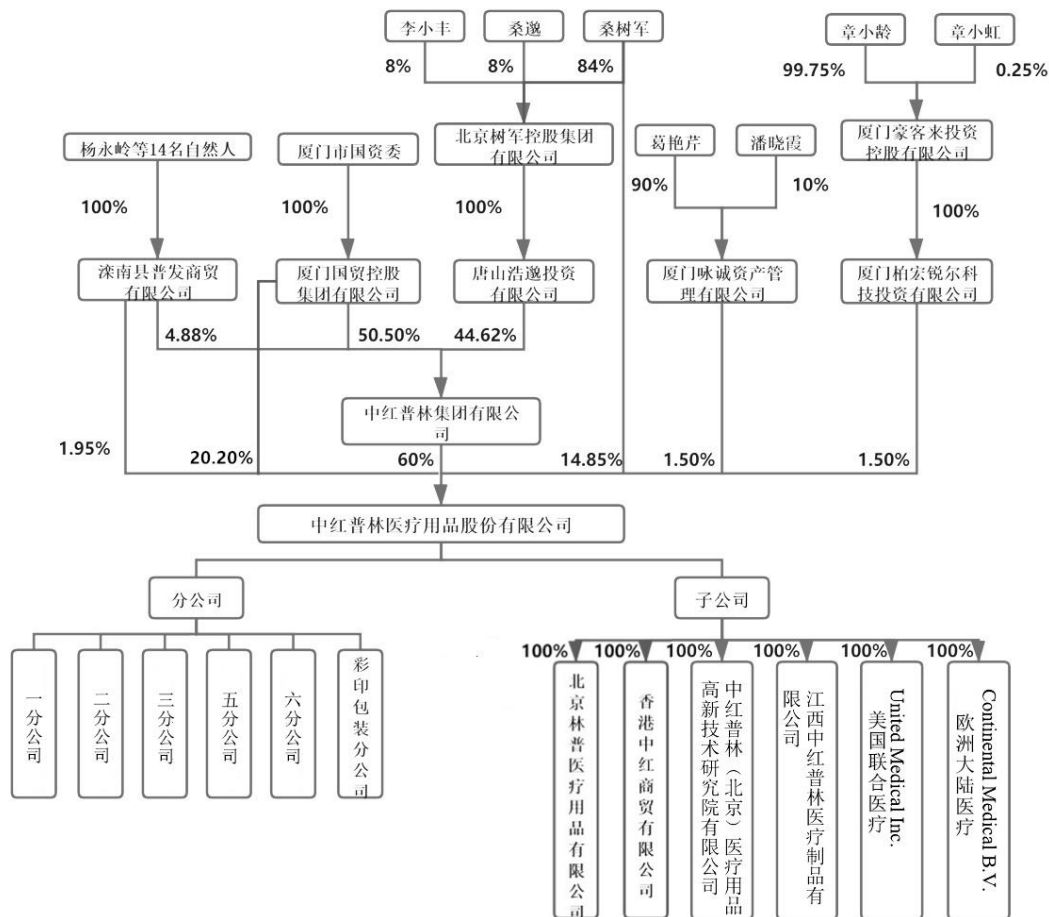 李小丰
桑邈
桑树军
章小龄
章小虹
8%
8%
84%
99.75%
0.25%
杨永岭等14名自然人
厦门市国资委
北京树军控股集团
有限公司
葛艳芹
潘晓霞
厦门豪客来投资
控股有限公司
100%
100%
100%
90%
10%
100%
滦南县普发商贸
有限公司
厦门国贸控股
集团有限公司
唐山浩邈投资
有限公司
厦门咏诚资产管
理有限公司
厦门柏宏锐尔科
技投资有限公司
4.88%
50.50%
44.62%
中红普林集团有限公
司
1.95%
20.20%
60%
14.85%
1.50%
1.50%
中红普林医疗用品股份有限公司
分公司
子公司
一分公司
二分公司
三分公司
五分公司
六分公司
彩印包装分公司
100%
100%
100%
100%
100%
100%
北京林普医疗用品有限公司
香港中红商贸有限公司
中红普林（北京）医疗用品
高新技术研究院有限公司
江西中红普林医疗制品有
限公司
United Medical Inc.
美国联合医疗
Continental Medical B.V.
欧洲大陆医疗